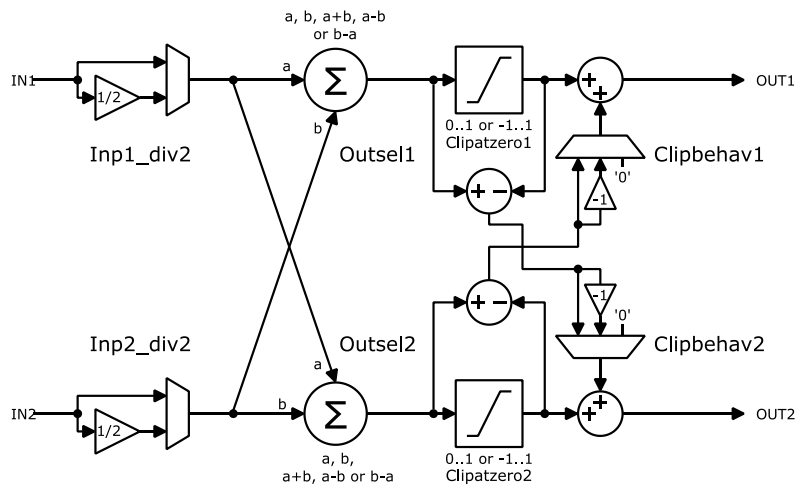 a, b, a+b, a-b
or b-a
IN1
1/2
a
b
Σ
+
+
OUT1
0..1 or -1..1
Clipatzero1
Inp1_div2
Outsel1
Clipbehav1
'0'
-1
+ −
+ −
-1
'0'
Inp2_div2
Outsel2
Clipbehav2
a
b
IN2
1/2
Σ
+
+
OUT2
a, b,
a+b, a-b or b-a
0..1 or -1..1
Clipatzero2